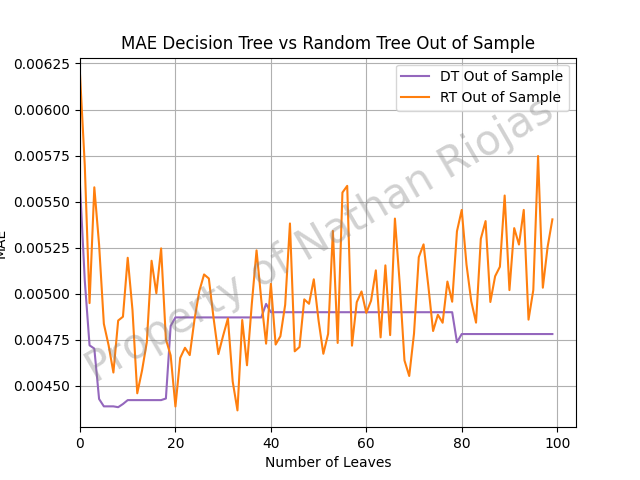 MAE Decision Tree vs Random Tree Out of Sample
0.00625
0.00600
0.00575
0.00550
0.00525
0.00500
0.00475
0.00450
MAE
DT Out of Sample
RT Out of Sample
Property of Nathan Riojas
0 20 40 60 80 100
Number of Leaves